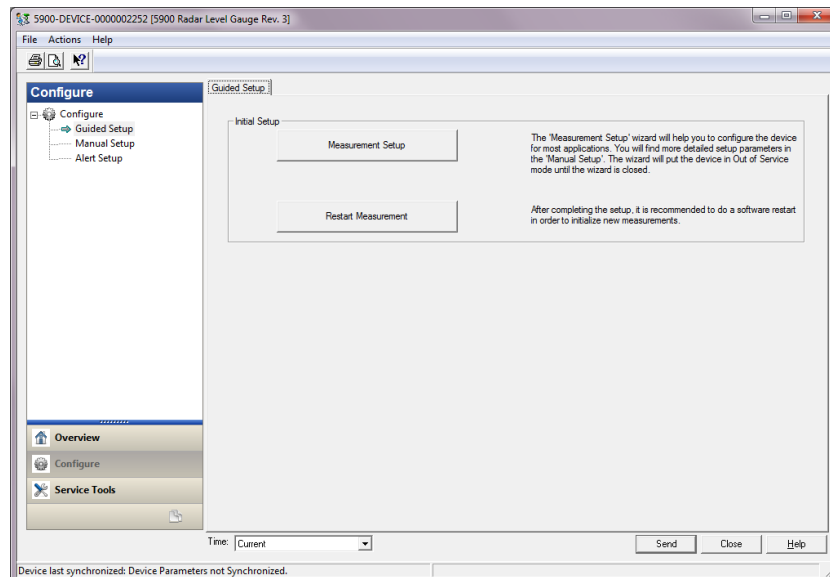 5900-DEVICE-0000002252 [5900 Radar Level Gauge Rev. 3]
File Actions Help
Configure
Configure
Guided Setup
Manual Setup
Alert Setup
Overview
Configure
Service Tools
Guided Setup
Initial Setup
Measurement Setup
The 'Measurement Setup' wizard will help you to configure the device
for most applications. You will find more detailed setup parameters in
the 'Manual Setup'. The wizard will put the device in Out of Service
mode until the wizard is closed.
Restart Measurement
After completing the setup, it is recommended to do a software restart
in order to initialize new measurements.
Time: Current
Send Close Help
Device last synchronized: Device Parameters not Synchronized.